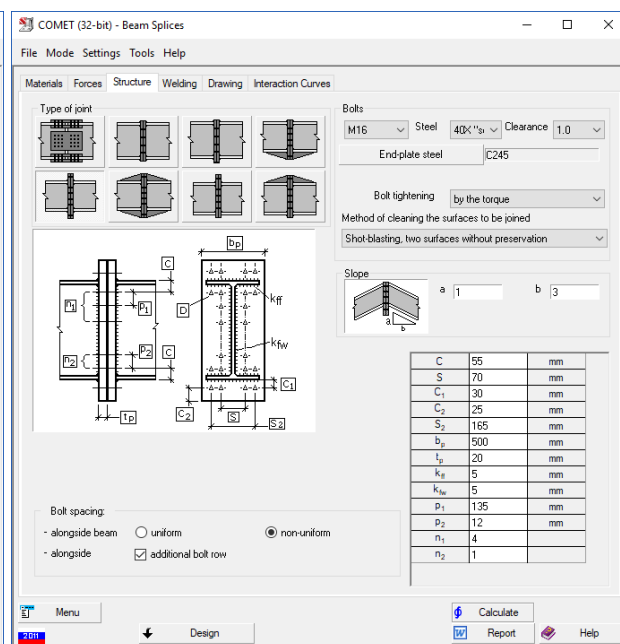 COMET (32-bit) - Beam Splices
File Mode Settings Tools Help
Materials Forces Structure Welding Drawing Interaction Curves
Type of joint
Bolts
M16 Steel 40X "s Clearance 1.0
End-plate steel C245
Bolt tightening by the torque
Method of cleaning the surfaces to be joined
Shot-blasting, two surfaces without preservation
Slope
a 1 b 3
a
b
bp
C
n1 p1 D kff
kfw
n2 p2 C C1
C2
tp S S2
C 55 mm
S 70 mm
C1 30 mm
C2 25 mm
S2 165 mm
bp 500 mm
tp 20 mm
kff 5 mm
kfw 5 mm
p1 135 mm
p2 12 mm
n1 4
n2 1
Bolt spacing:
- alongside beam uniform non-uniform
- alongside additional bolt row
Menu Calculate
2011 Design Report Help